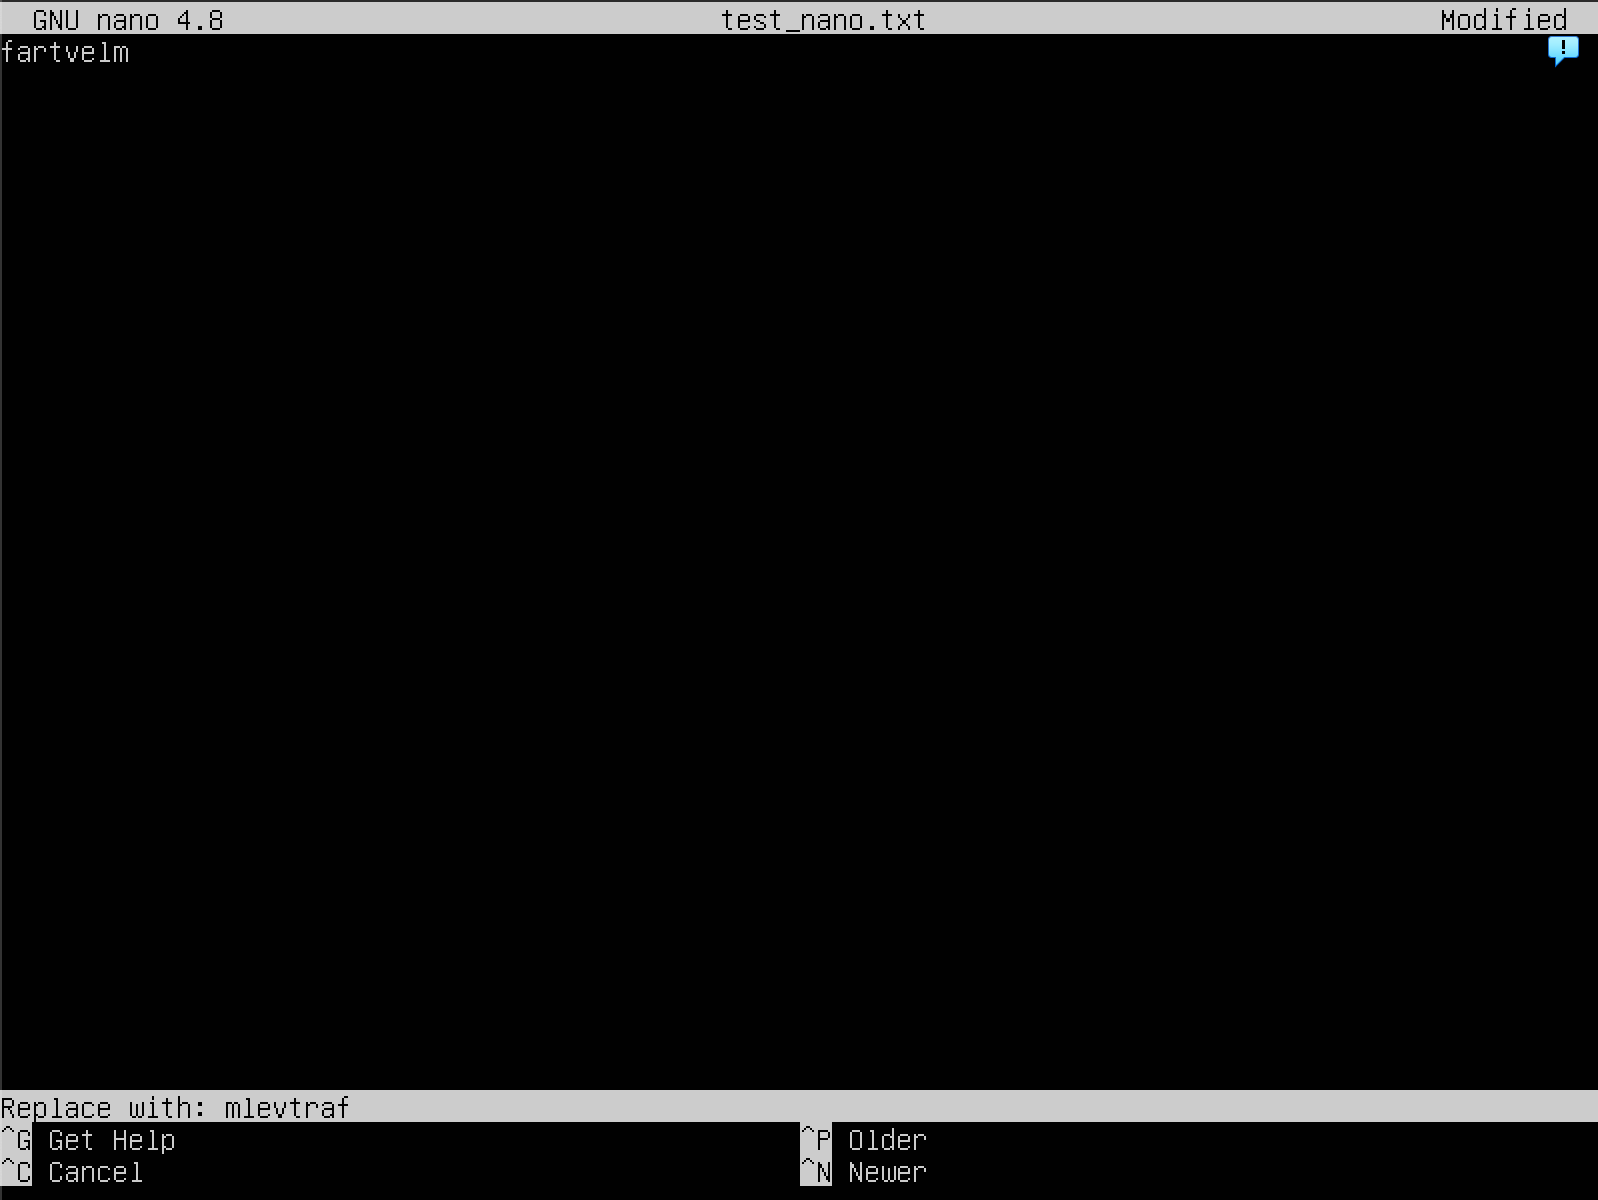 GNU nano 4.8 test_nano.txt Modified
fartvelm
!
Replace with: mlevtraf
^G Get Help ^P Older
^C Cancel ^N Newer